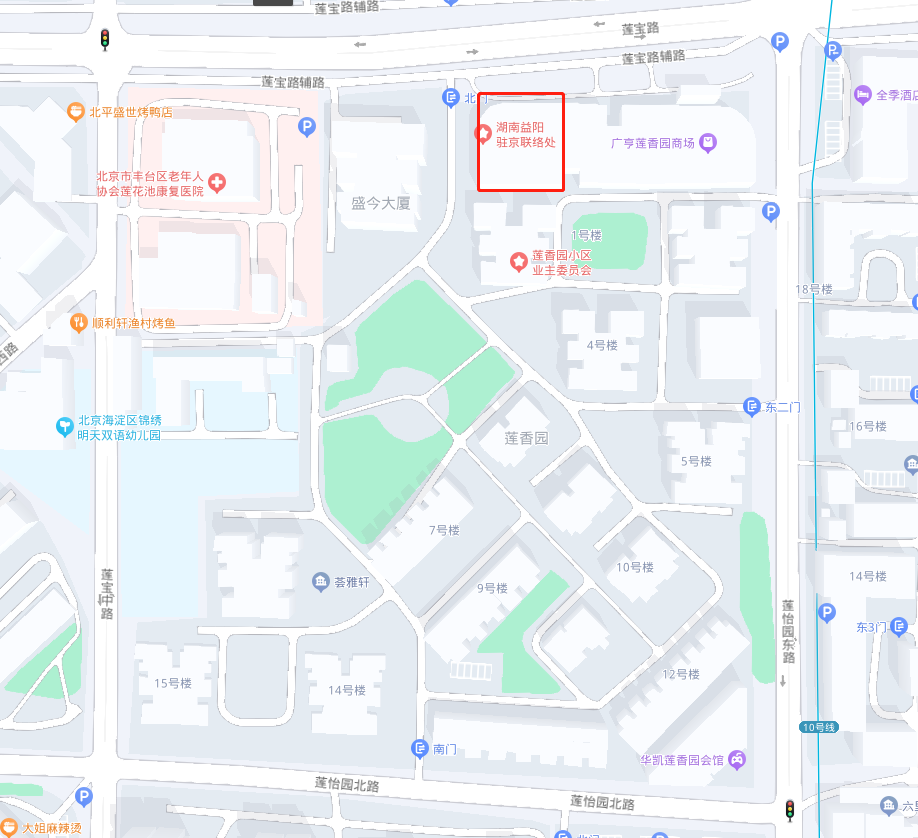 莲宝路辅路
莲宝路
莲宝路辅路
莲宝路辅路
P
P
P
北门
北平盛世烤鸭店
湖南益阳
驻京联络处
广亨莲香园商场
全季酒店
北京市丰台区老年人
协会莲花池康复医院
盛今大厦
P
1号楼
莲香园小区
业主委员会
18号楼
顺利轩渔村烤鱼
西路
4号楼
东二门
北京海淀区锦绣
明天双语幼儿园
莲香园
16号楼
5号楼
7号楼
荟雅轩
9号楼
10号楼
14号楼
莲宝中路
莲怡园东路
P
东3门
15号楼
14号楼
12号楼
10号线
南门
华凯莲香园会馆
莲怡园北路
莲怡园北路
P
大姐麻辣烫
六里